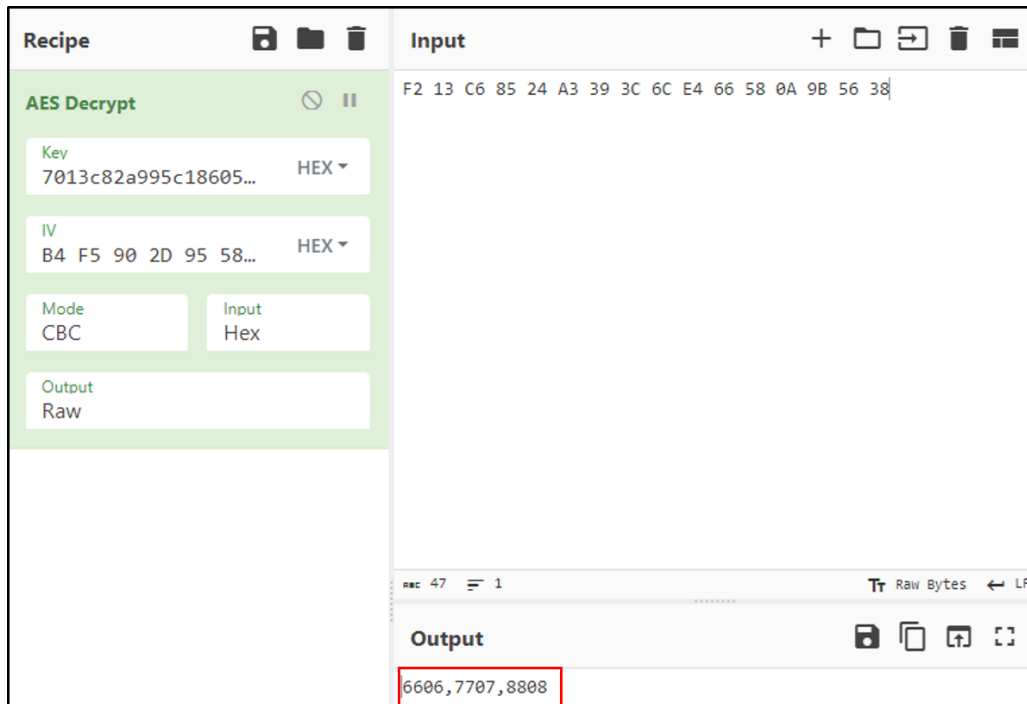 Recipe
Input
AES Decrypt
F2 13 C6 85 24 A3 39 3C 6C E4 66 58 0A 9B 56 38
Key
7013c82a995c18605…
HEX
IV
B4 F5 90 2D 95 58…
HEX
Mode
CBC
Input
Hex
Output
Raw
ABC 47 1
Tт Raw Bytes LF
Output
6606,7707,8808